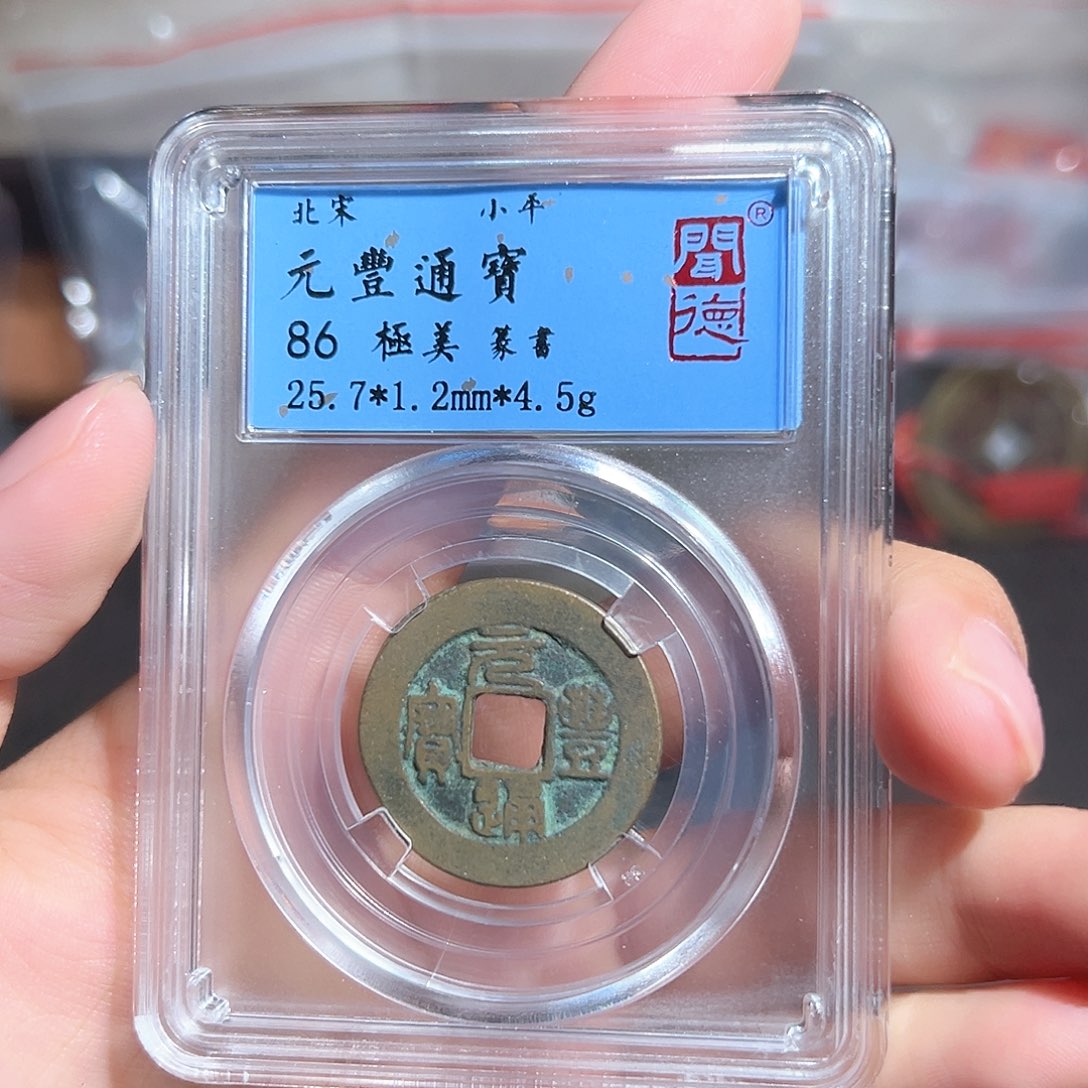 北宋 小平
元豐通寶
86 極美 篆書
25.7*1.2mm*4.5g
聞德
®
元豐通寶